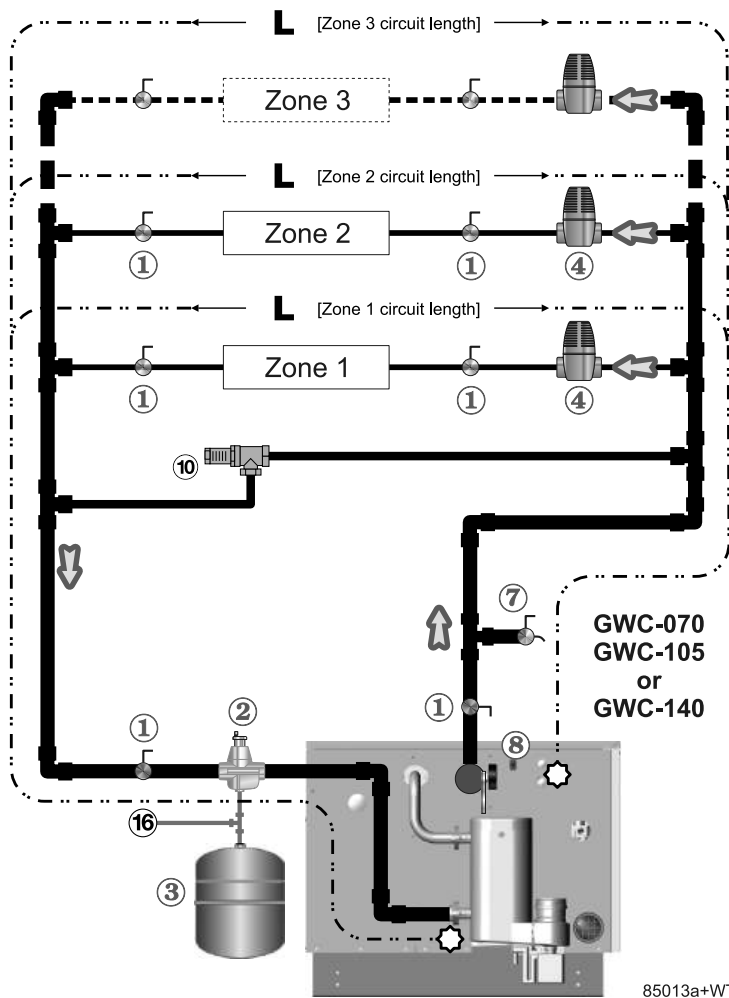 L [Zone 3 circuit length]
Zone 3
L [Zone 2 circuit length]
Zone 2
1 1 4
L [Zone 1 circuit length]
Zone 1
1 1 4
10
7
GWC-070
GWC-105
or
GWC-140
1 2 1 8
16
3
85013a+WT